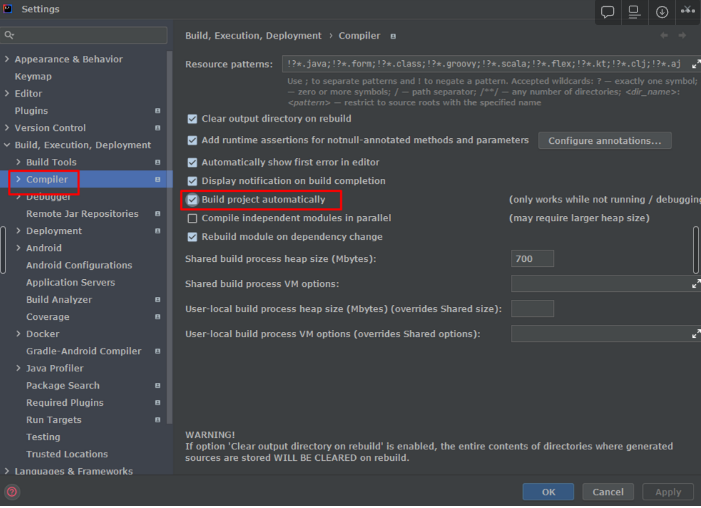 Settings
Appearance & Behavior
Keymap
Editor
Plugins
Version Control
Build, Execution, Deployment
Build Tools
Compiler
Debugger
Remote Jar Repositories
Deployment
Android
Android Configurations
Application Servers
Build Analyzer
Coverage
Docker
Gradle-Android Compiler
Java Profiler
Package Search
Required Plugins
Run Targets
Testing
Trusted Locations
Languages & Frameworks
Build, Execution, Deployment > Compiler
Resource patterns: !?*.java;!?*.form;!?*.class;!?*.groovy;!?*.scala;!?*.flex;!?*.kt;!?*.clj;!?*.aj
Use ; to separate patterns and ! to negate a pattern. Accepted wildcards: ? — exactly one symbol;
— zero or more symbols; / — path separator; /**/ — any number of directories; <dir_name>:
<pattern> — restrict to source roots with the specified name
Clear output directory on rebuild
Add runtime assertions for notnull-annotated methods and parameters Configure annotations...
Automatically show first error in editor
Display notification on build completion
Build project automatically (only works while not running / debugging
Compile independent modules in parallel (may require larger heap size)
Rebuild module on dependency change
Shared build process heap size (Mbytes): 700
Shared build process VM options:
User-local build process heap size (Mbytes) (overrides Shared size):
User-local build process VM options (overrides Shared options):
WARNING!
If option 'Clear output directory on rebuild' is enabled, the entire contents of directories where generated
sources are stored WILL BE CLEARED on rebuild.
? OK Cancel Apply